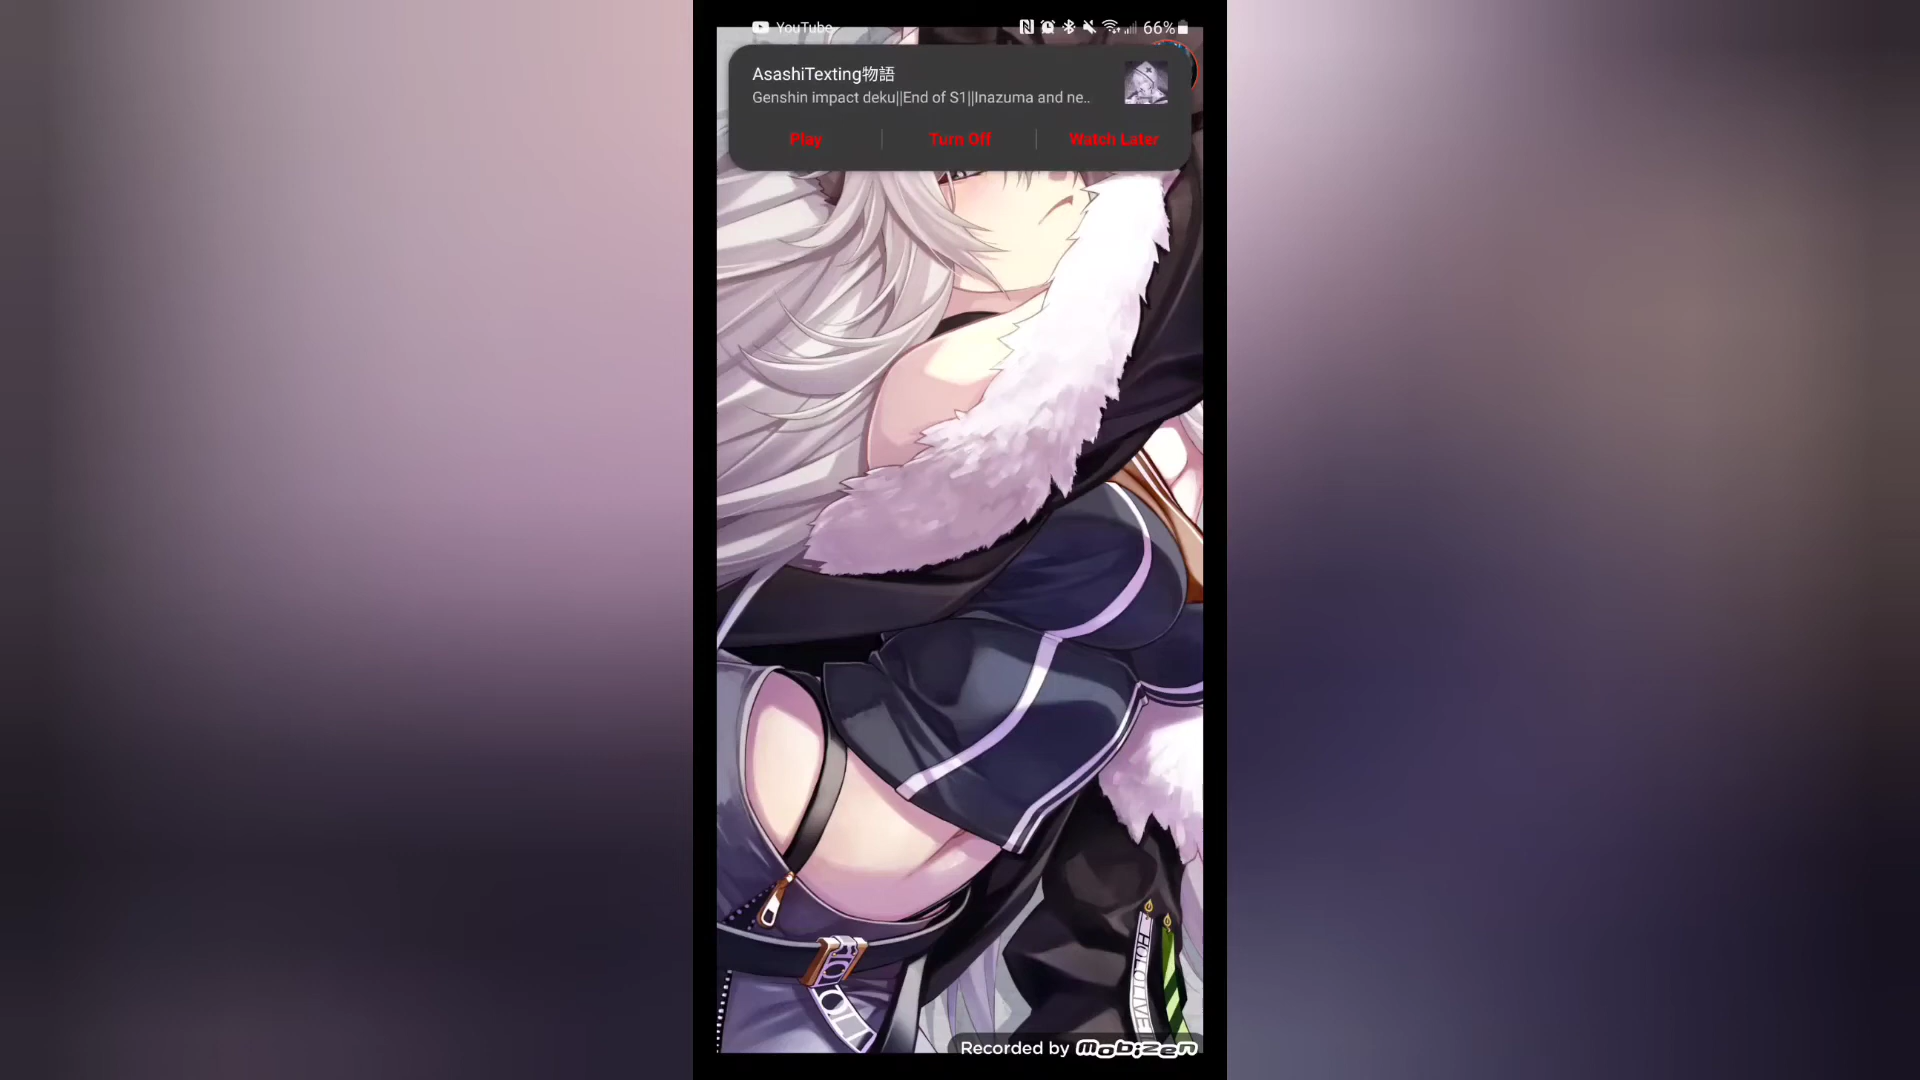 YouTube
66%
AsashiTexting物語
Genshin impact deku||End of S1||Inazuma and ne..
Play
Turn Off
Watch Later
HOLOLIVE
Recorded by Mobizen